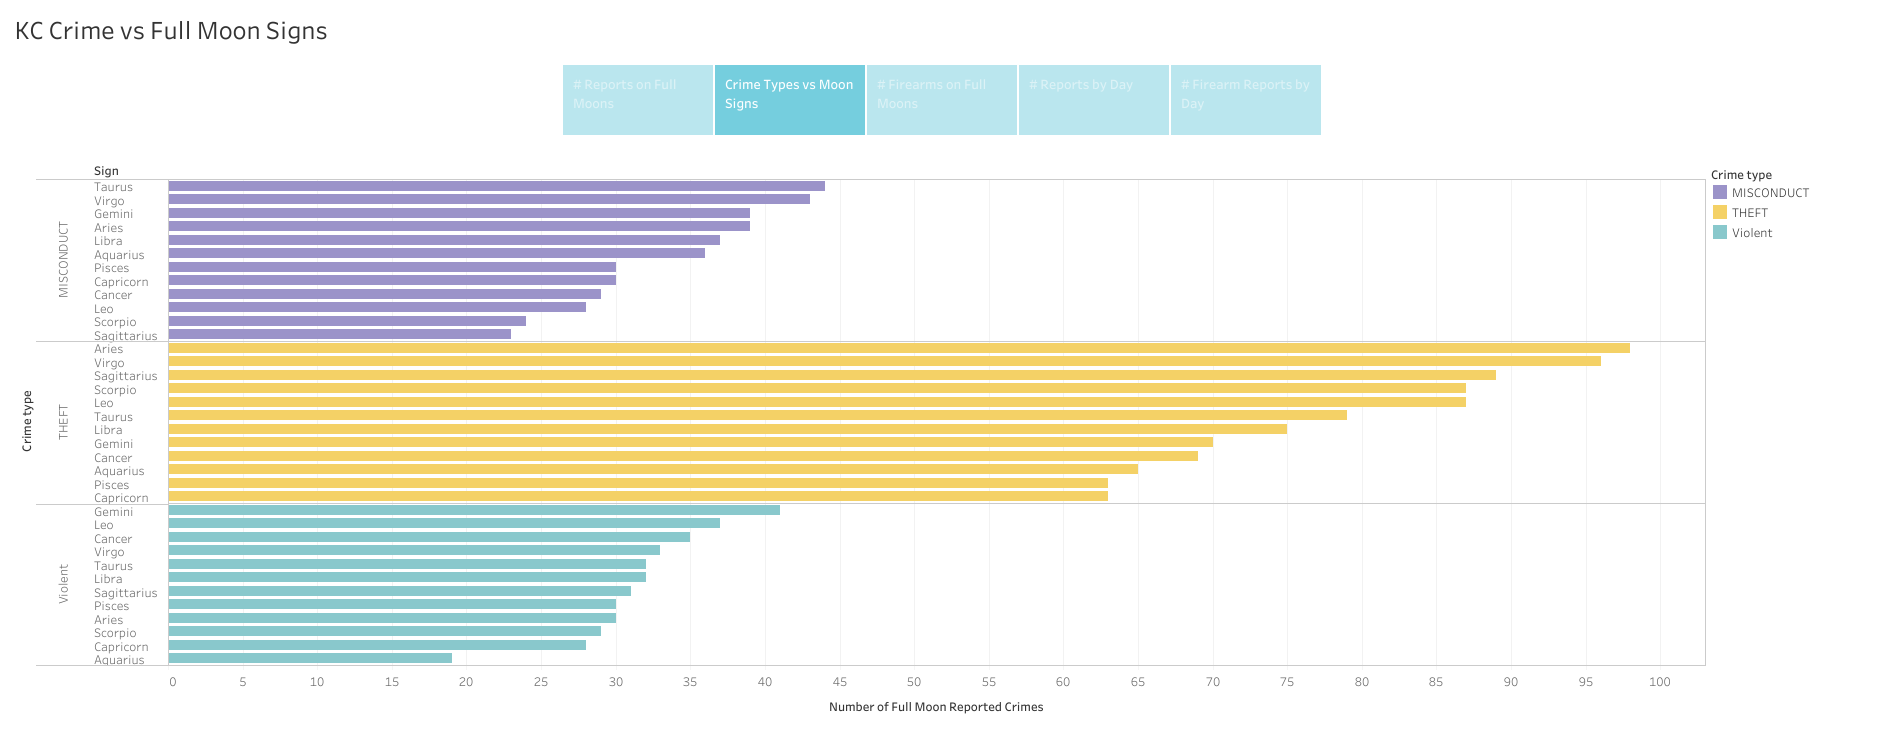 KC Crime vs Full Moon Signs
# Reports on Full
Moons
Crime Types vs Moon
Signs
# Firearms on Full
Moons
# Reports by Day
# Firearm Reports by
Day
Sign
Crime type
MISCONDUCT
Taurus
Virgo
Gemini
Aries
Libra
Aquarius
Pisces
Capricorn
Cancer
Leo
Scorpio
Sagittarius
THEFT
Aries
Virgo
Sagittarius
Scorpio
Leo
Taurus
Libra
Gemini
Cancer
Aquarius
Pisces
Capricorn
Violent
Gemini
Leo
Cancer
Virgo
Taurus
Libra
Sagittarius
Pisces
Aries
Scorpio
Capricorn
Aquarius
0 5 10 15 20 25 30 35 40 45 50 55 60 65 70 75 80 85 90 95 100
Number of Full Moon Reported Crimes
Crime type
MISCONDUCT
THEFT
Violent